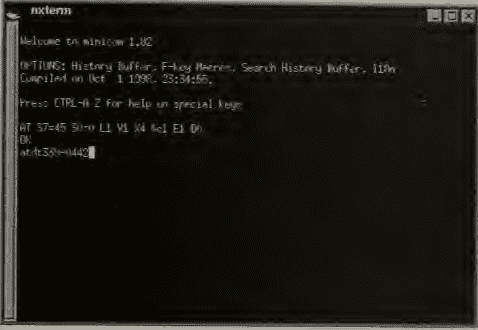 nxterm
Welcome to minicom 1.82
OPTIONS: History Buffer, F-key Macros, Search History Buffer, I18n
Compiled on Oct 1 1998, 23:34:55.
Press CTRL-A Z for help on special keys
AT S7=45 S0=0 L1 V1 X4 &c1 E1 Q0
OK